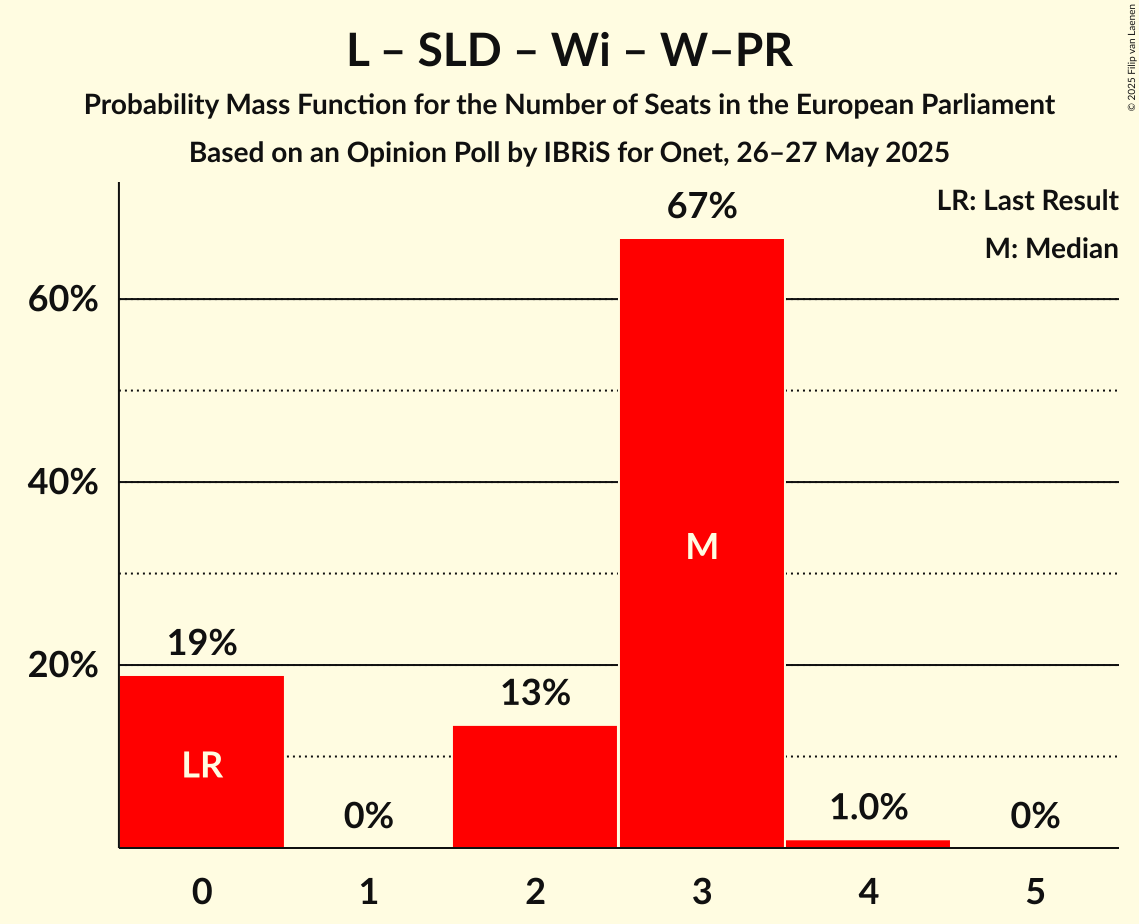 L – SLD – Wi – W–PR
Probability Mass Function for the Number of Seats in the European Parliament
Based on an Opinion Poll by IBRiS for Onet, 26–27 May 2025
© 2025 Filip van Laenen
LR: Last Result
M: Median
67%
60%
40%
M
19%
20%
13%
LR
0%
1.0%
0%
0 1 2 3 4 5